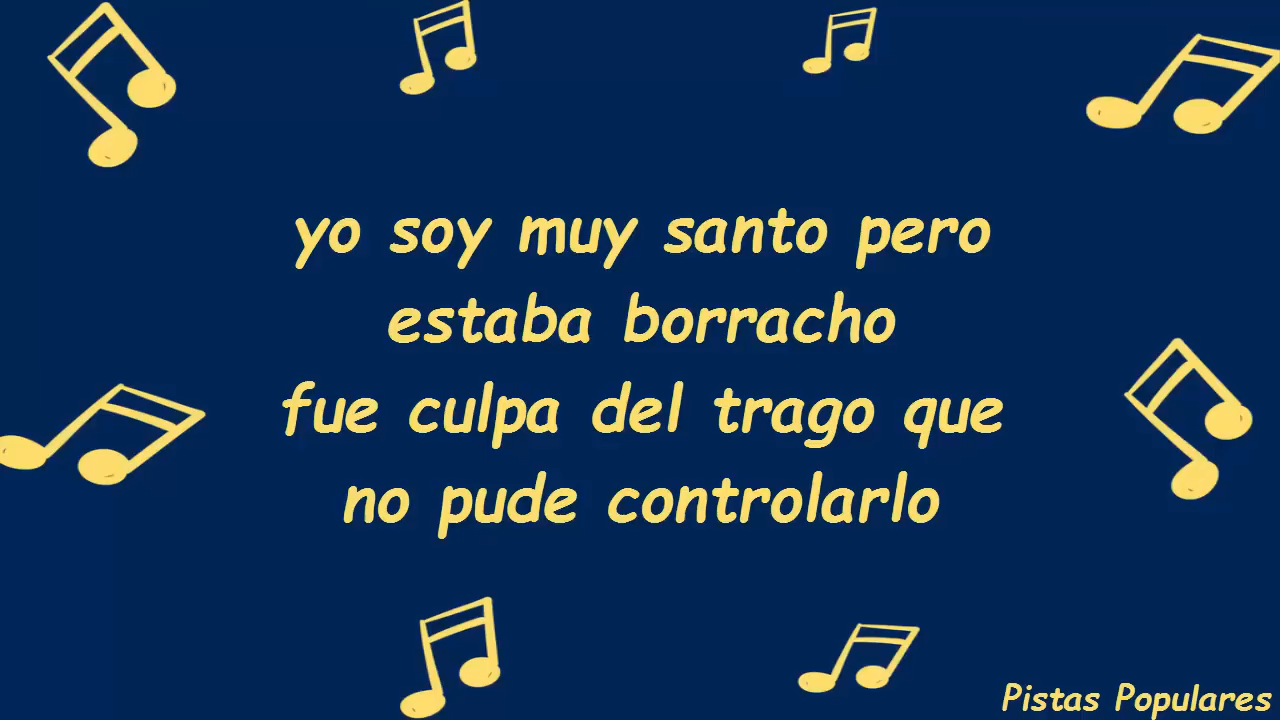 yo soy muy santo pero
estaba borracho
fue culpa del trago que
no pude controlarlo
Pistas Populares